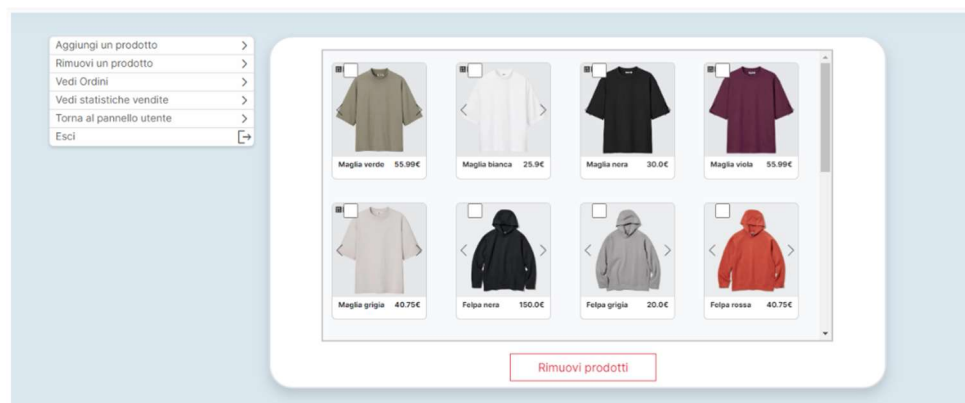 Aggiungi un prodotto
Rimuovi un prodotto
Vedi Ordini
Vedi statistiche vendite
Torna al pannello utente
Esci
Maglia verde 55.99€
Maglia bianca 25.9€
Maglia nera 30.0€
Maglia viola 55.99€
Maglia grigia 40.75€
Felpa nera 150.0€
Felpa grigia 20.0€
Felpa rossa 40.75€
Rimuovi prodotti